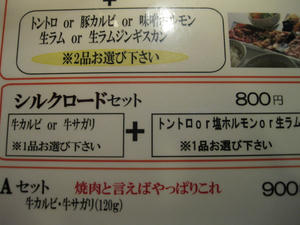 +
トントロ or 豚カルビ or 味噌ホルモン
生ラム or 生ラムジンギスカン
※2品お選び下さい
シルクロードセット 800円
牛カルビ or 牛サガリ
※1品お選び下さい
+
トントロor塩ホルモンor生ラム
※1品お選び下さい
Aセット 焼肉と言えばやっぱりこれ 900
牛カルビ・牛サガリ(120g)